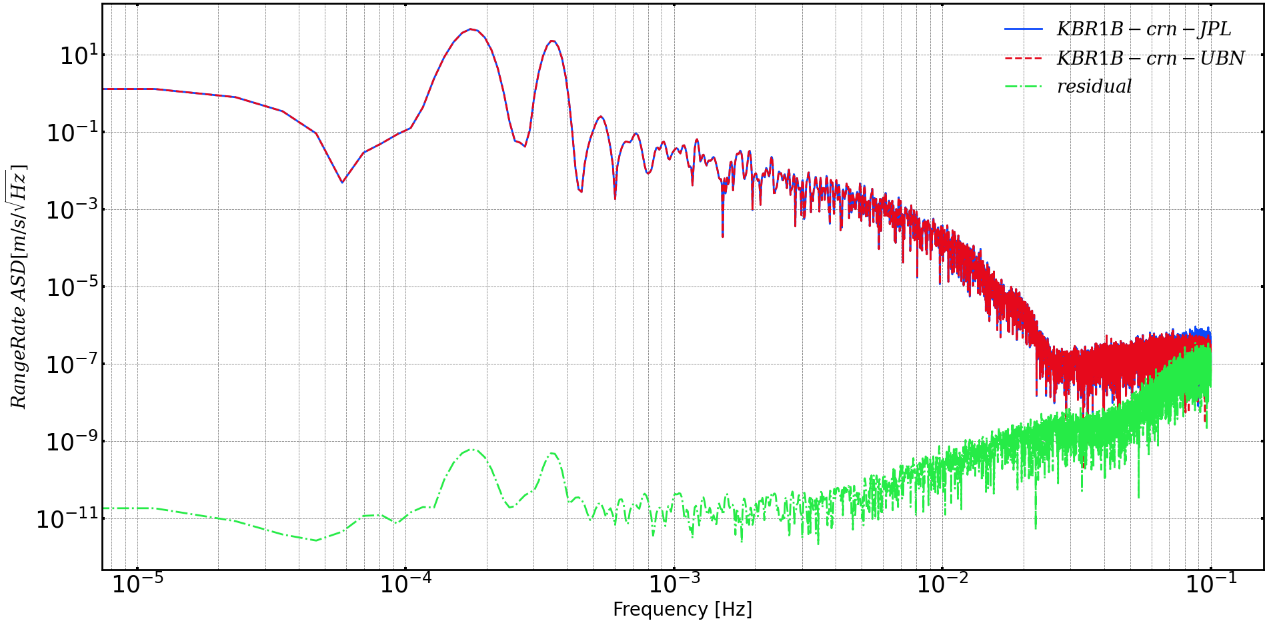 KBR1B − crn − JPL
KBR1B − crn − UBN
residual
RangeRate ASD[m/s/√Hz]
10¹
10⁻¹
10⁻³
10⁻⁵
10⁻⁷
10⁻⁹
10⁻¹¹
10⁻⁵ 10⁻⁴ 10⁻³ 10⁻² 10⁻¹
Frequency [Hz]